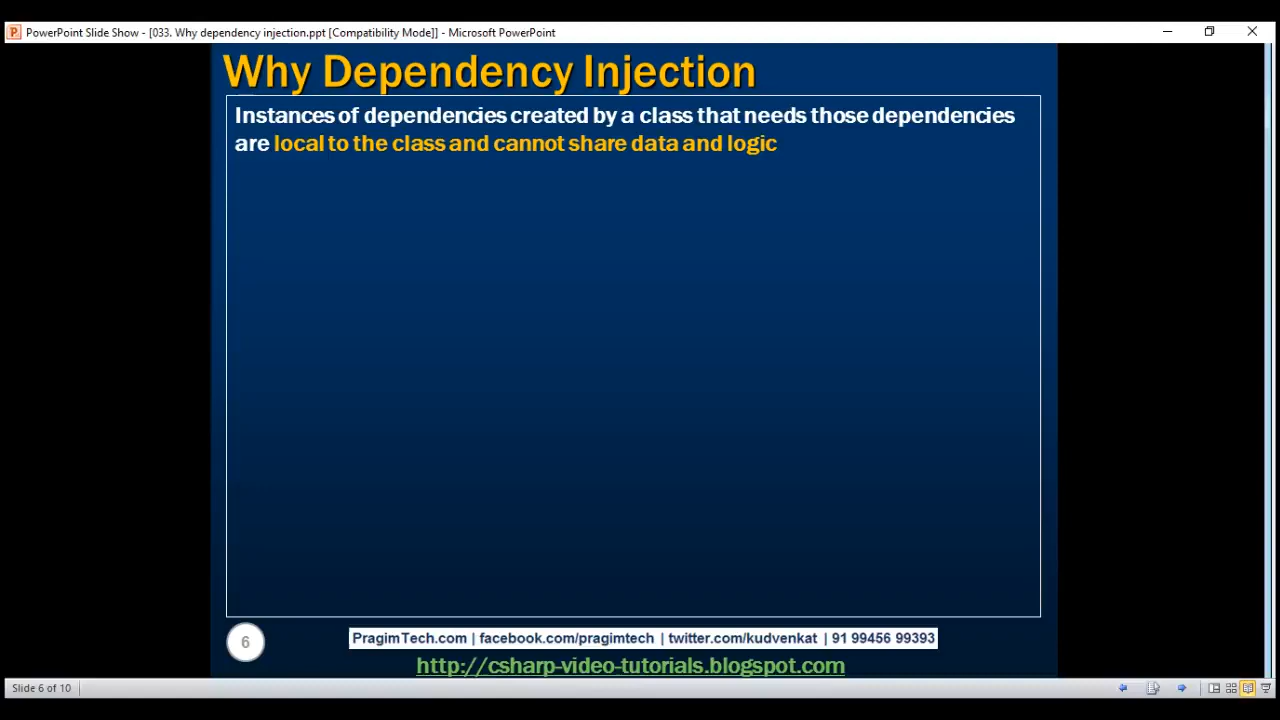 PowerPoint Slide Show - [033. Why dependency injection.ppt [Compatibility Mode]] - Microsoft PowerPoint
Why Dependency Injection
Instances of dependencies created by a class that needs those dependencies
are local to the class and cannot share data and logic
6
PragimTech.com | facebook.com/pragimtech | twitter.com/kudvenkat | 91 99456 99393
http://csharp-video-tutorials.blogspot.com
Slide 6 of 10